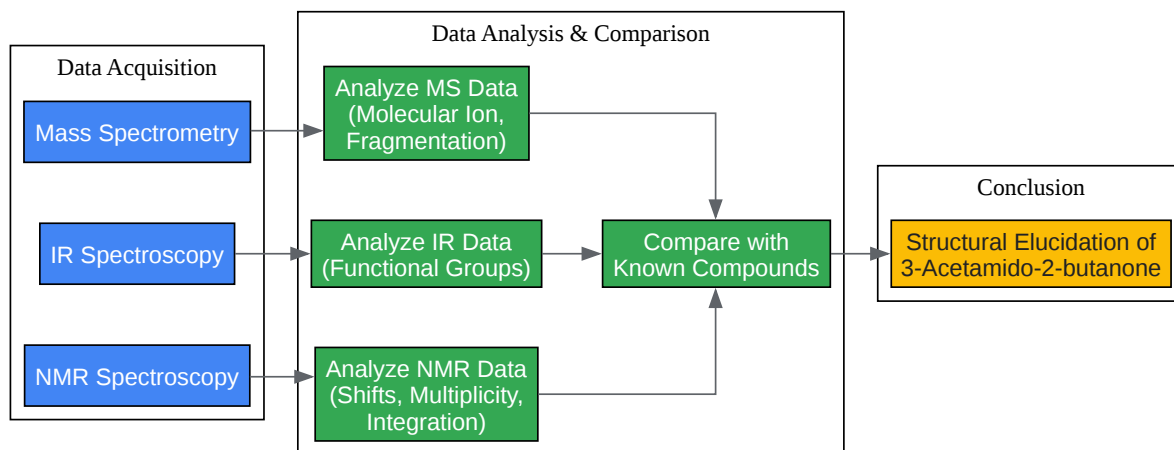 Data Acquisition
Mass Spectrometry
IR Spectroscopy
NMR Spectroscopy
Data Analysis & Comparison
Analyze MS Data
(Molecular Ion,
Fragmentation)
Analyze IR Data
(Functional Groups)
Analyze NMR Data
(Shifts, Multiplicity,
Integration)
Compare with
Known Compounds
Conclusion
Structural Elucidation of
3-Acetamido-2-butanone